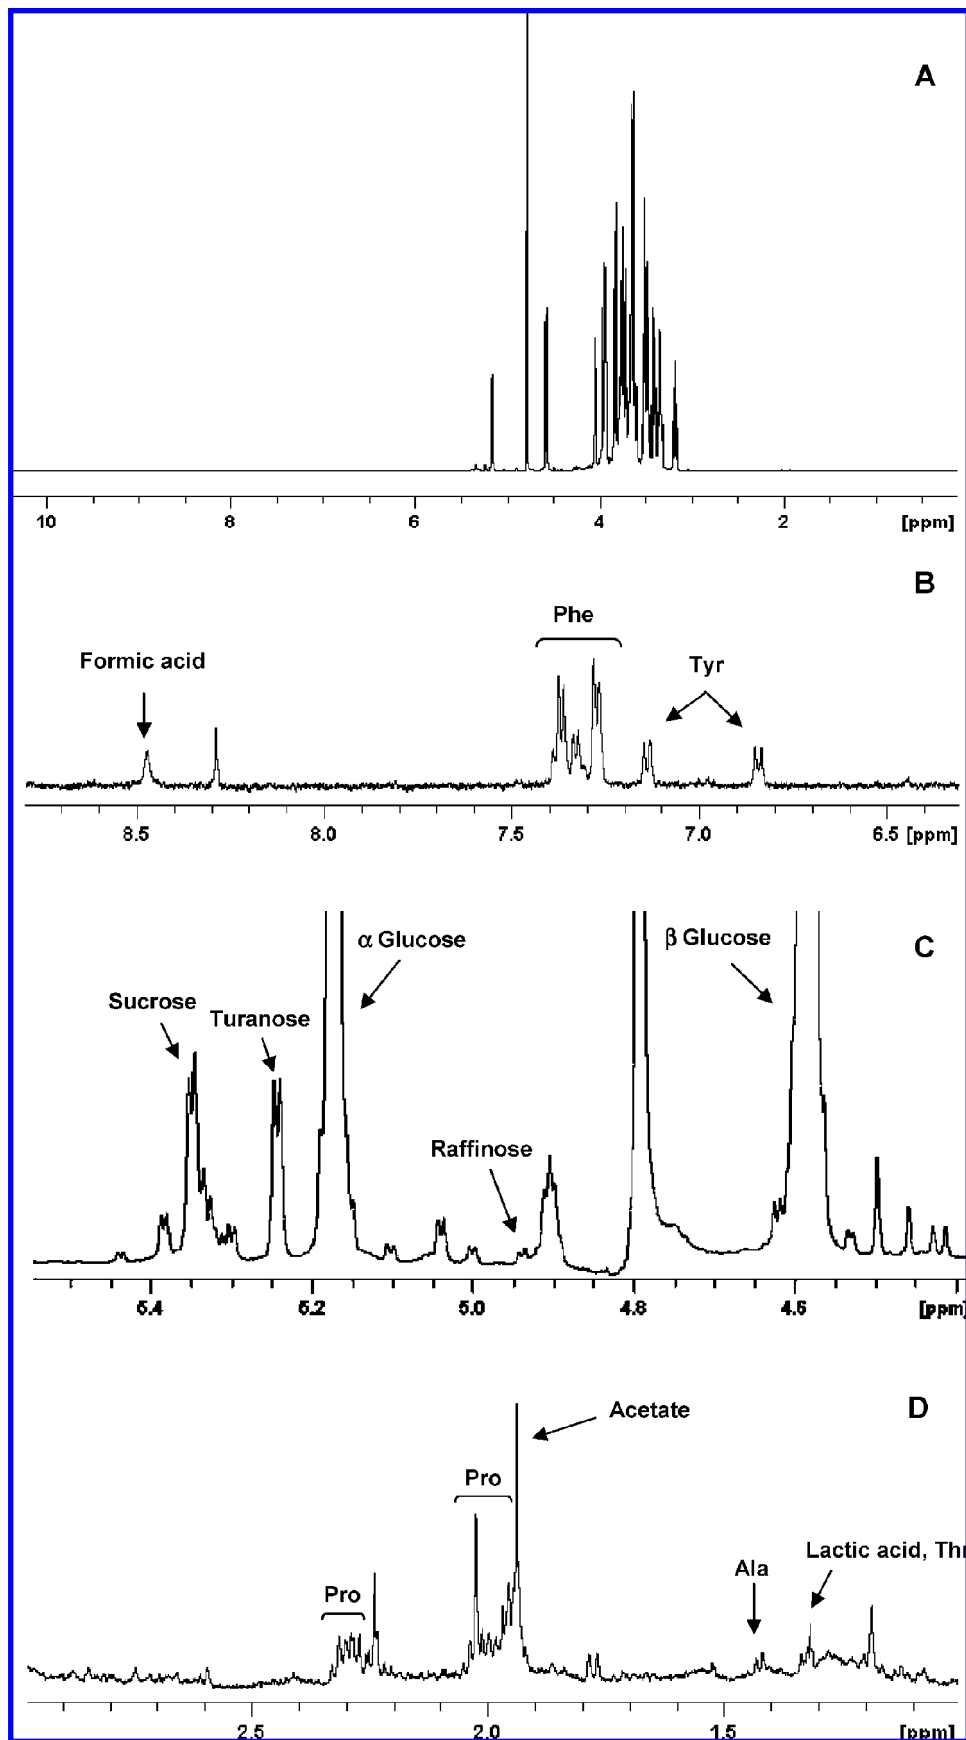 A
10 8 6 4 2 [ppm]
B
Phe
Formic acid
Tyr
8.5 8.0 7.5 7.0 6.5 [ppm]
α Glucose
β Glucose
C
Sucrose
Turanose
Raffinose
5.4 5.2 5.0 4.8 4.6 [ppm]
D
Acetate
Pro
Lactic acid, Thr
Ala
Pro
2.5 2.0 1.5 [ppm]